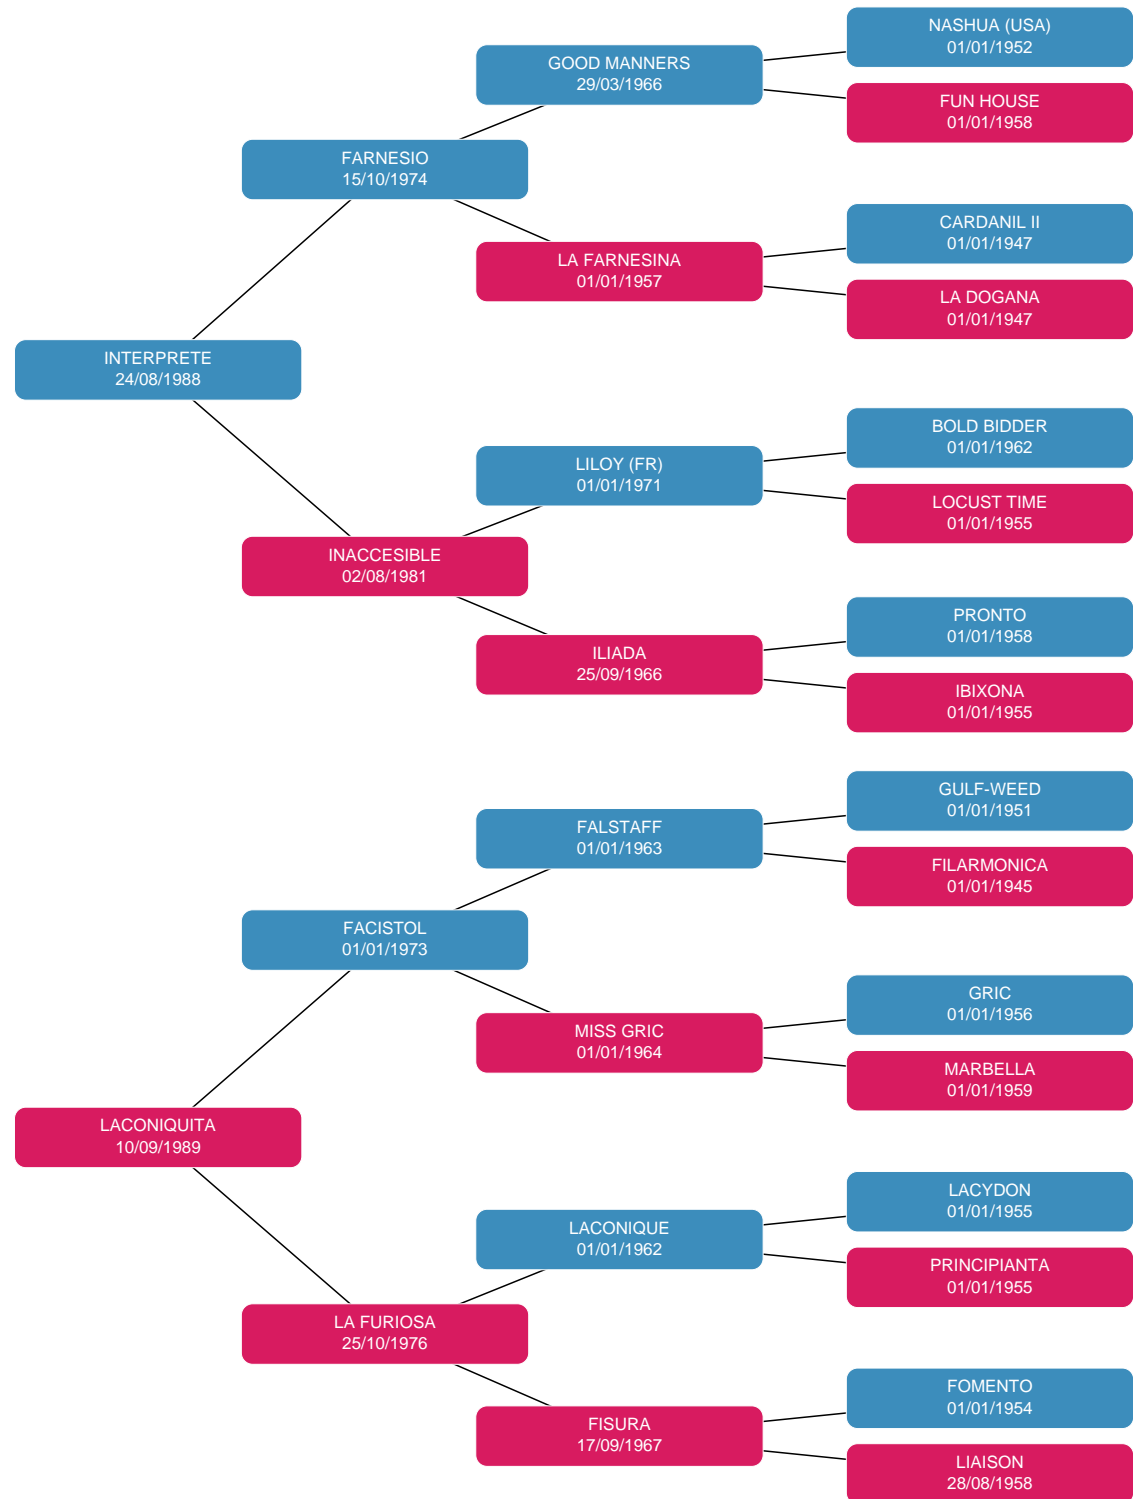 NASHUA (USA)
01/01/1952
GOOD MANNERS
29/03/1966
FUN HOUSE
01/01/1958
FARNESIO
15/10/1974
CARDANIL II
01/01/1947
LA FARNESINA
01/01/1957
LA DOGANA
01/01/1947
INTERPRETE
24/08/1988
BOLD BIDDER
01/01/1962
LILOY (FR)
01/01/1971
LOCUST TIME
01/01/1955
INACCESIBLE
02/08/1981
PRONTO
01/01/1958
ILIADA
25/09/1966
IBIXONA
01/01/1955
GULF-WEED
01/01/1951
FALSTAFF
01/01/1963
FILARMONICA
01/01/1945
FACISTOL
01/01/1973
GRIC
01/01/1956
MISS GRIC
01/01/1964
MARBELLA
01/01/1959
LACONIQUITA
10/09/1989
LACYDON
01/01/1955
LACONIQUE
01/01/1962
PRINCIPIANTA
01/01/1955
LA FURIOSA
25/10/1976
FOMENTO
01/01/1954
FISURA
17/09/1967
LIAISON
28/08/1958